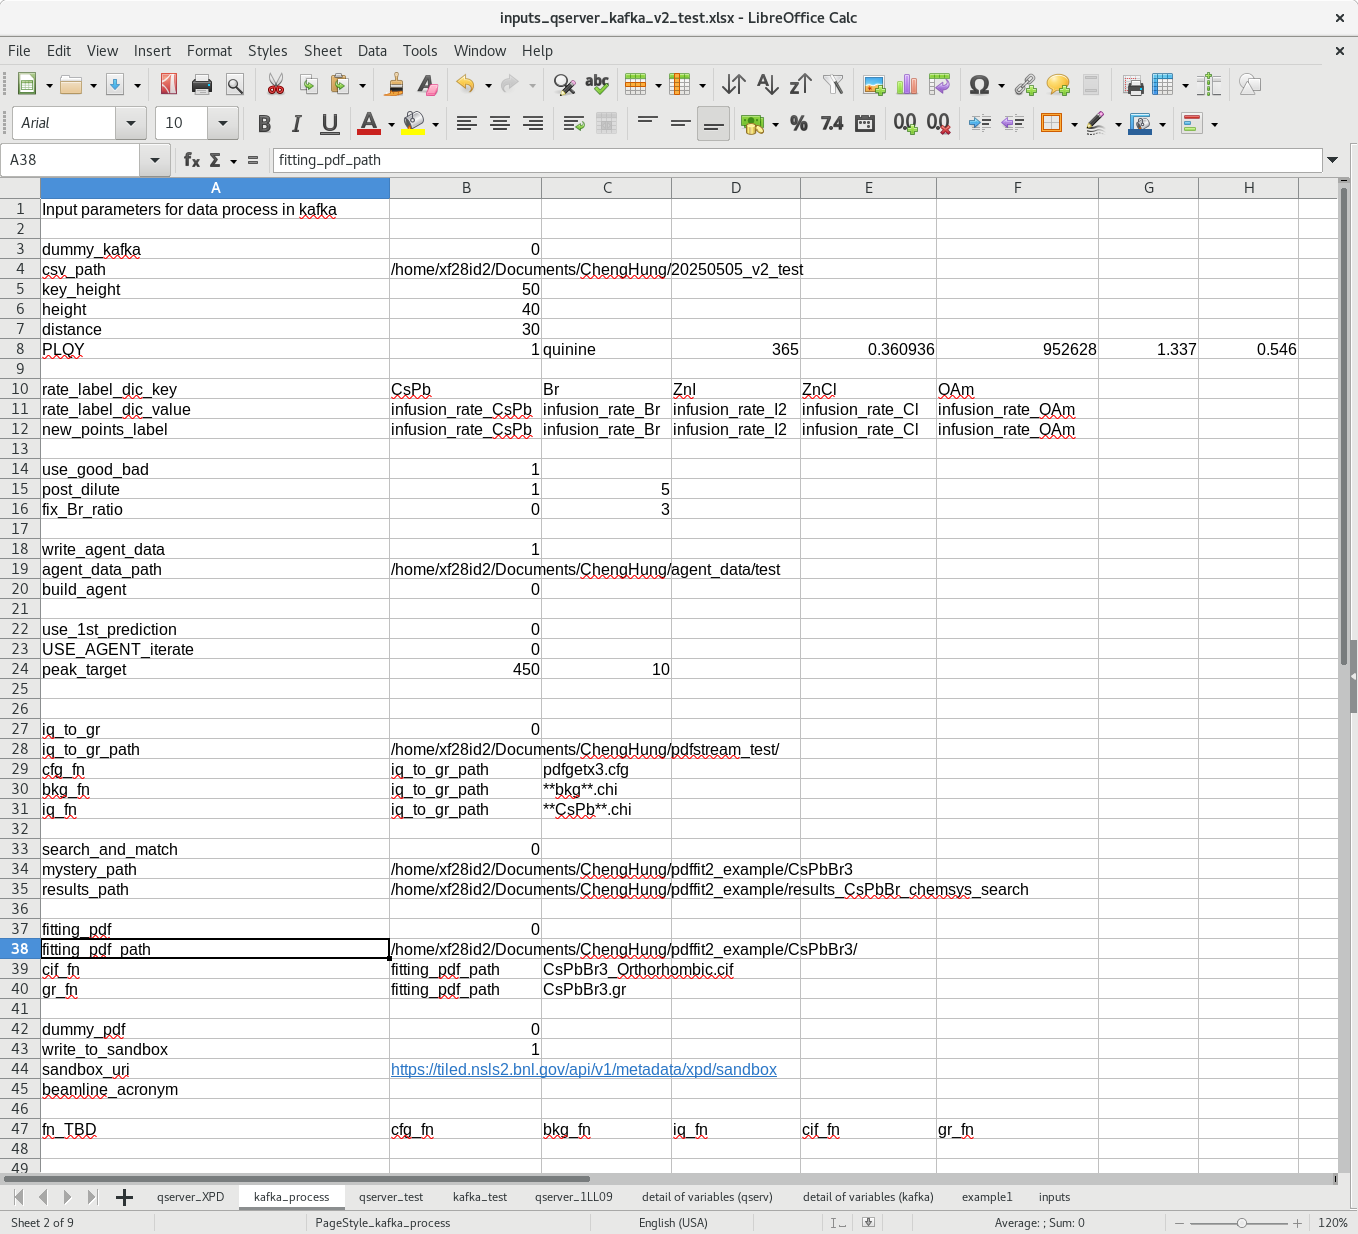 inputs_qserver_kafka_v2_test.xlsx - LibreOffice Calc
File Edit View Insert Format Styles Sheet Data Tools Window Help
Arial 10
A38 fitting_pdf_path
A B C D E F G H
1 Input parameters for data process in kafka
2
3 dummy_kafka 0
4 csv_path /home/xf28id2/Documents/ChengHung/20250505_v2_test
5 key_height 50
6 height 40
7 distance 30
8 PLQY 1 quinine 365 0.360936 952628 1.337 0.546
9
10 rate_label_dic_key CsPb Br ZnI ZnCl OAm
11 rate_label_dic_value infusion_rate_CsPb infusion_rate_Br infusion_rate_I2 infusion_rate_Cl infusion_rate_OAm
12 new_points_label infusion_rate_CsPb infusion_rate_Br infusion_rate_I2 infusion_rate_Cl infusion_rate_OAm
13
14 use_good_bad 1
15 post_dilute 1 5
16 fix_Br_ratio 0 3
17
18 write_agent_data 1
19 agent_data_path /home/xf28id2/Documents/ChengHung/agent_data/test
20 build_agent 0
21
22 use_1st_prediction 0
23 USE_AGENT_iterate 0
24 peak_target 450 10
25
26
27 iq_to_gr 0
28 iq_to_gr_path /home/xf28id2/Documents/ChengHung/pdfstream_test/
29 cfg_fn iq_to_gr_path pdfgetx3.cfg
30 bkg_fn iq_to_gr_path **bkg**.chi
31 iq_fn iq_to_gr_path **CsPb**.chi
32
33 search_and_match 0
34 mystery_path /home/xf28id2/Documents/ChengHung/pdffit2_example/CsPbBr3
35 results_path /home/xf28id2/Documents/ChengHung/pdffit2_example/results_CsPbBr_chemsys_search
36
37 fitting_pdf 0
38 fitting_pdf_path /home/xf28id2/Documents/ChengHung/pdffit2_example/CsPbBr3/
39 cif_fn fitting_pdf_path CsPbBr3_Orthorhombic.cif
40 gr_fn fitting_pdf_path CsPbBr3.gr
41
42 dummy_pdf 0
43 write_to_sandbox 1
44 sandbox_uri https://tiled.nsls2.bnl.gov/api/v1/metadata/xpd/sandbox
45 beamline_acronym
46
47 fn_TBD cfg_fn bkg_fn iq_fn cif_fn gr_fn
48
49
qserver_XPD kafka_process qserver_test kafka_test qserver_1LL09 detail of variables (qserv) detail of variables (kafka) example1 inputs
Sheet 2 of 9 PageStyle_kafka_process English (USA) Average: ; Sum: 0 120%